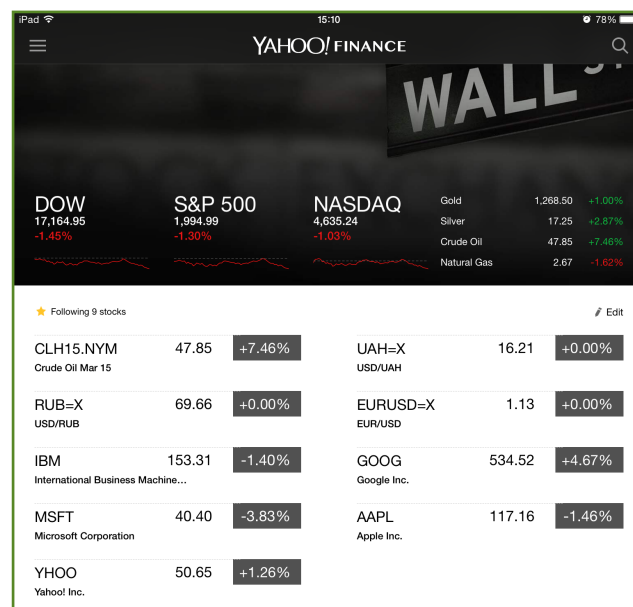 iPad 15:10 78%
YAHOO! FINANCE
WALL ST
DOW
17,164.95
-1.45%
S&P 500
1,994.99
-1.30%
NASDAQ
4,635.24
-1.03%
Gold 1,268.50 +1.00%
Silver 17.25 +2.87%
Crude Oil 47.85 +7.46%
Natural Gas 2.67 -1.62%
Following 9 stocks
Edit
CLH15.NYM 47.85 +7.46%
Crude Oil Mar 15
UAH=X 16.21 +0.00%
USD/UAH
RUB=X 69.66 +0.00%
USD/RUB
EURUSD=X 1.13 +0.00%
EUR/USD
IBM 153.31 -1.40%
International Business Machine...
GOOG 534.52 +4.67%
Google Inc.
MSFT 40.40 -3.83%
Microsoft Corporation
AAPL 117.16 -1.46%
Apple Inc.
YHOO 50.65 +1.26%
Yahoo! Inc.